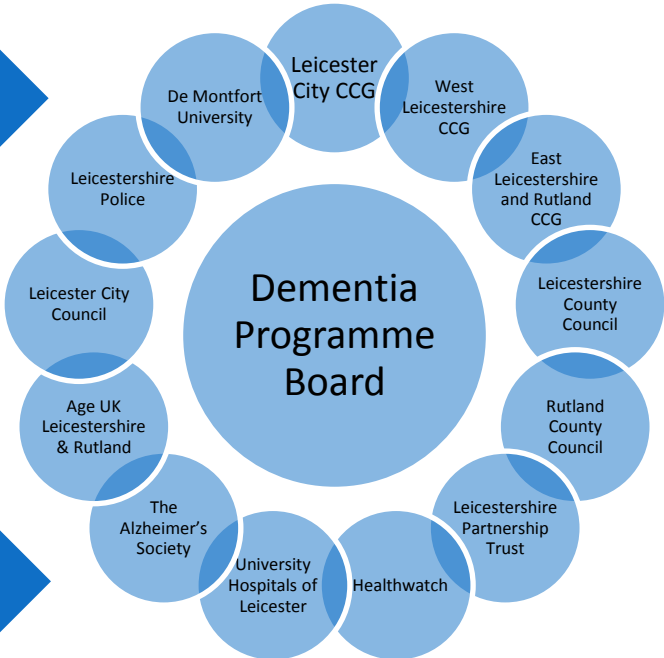 Leicester
City CCG
West
Leicestershire
CCG
East
Leicestershire
and Rutland
CCG
Leicestershire
County
Council
Rutland
County
Council
Leicestershire
Partnership
Trust
Healthwatch
University
Hospitals of
Leicester
The
Alzheimer's
Society
Age UK
Leicestershire
& Rutland
Leicester City
Council
Leicestershire
Police
De Montfort
University
Dementia
Programme
Board